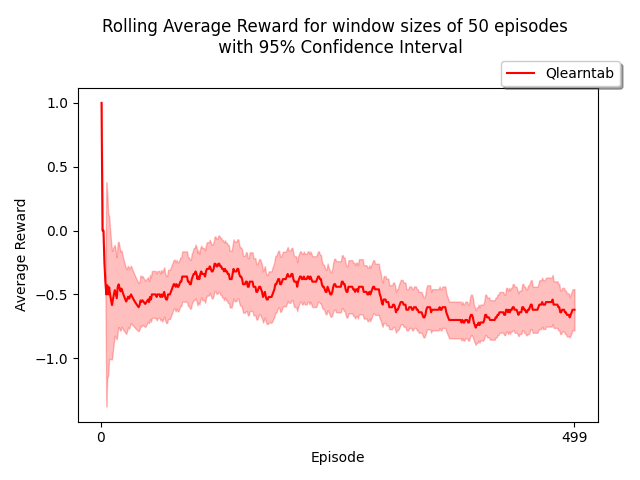 Rolling Average Reward for window sizes of 50 episodes
with 95% Confidence Interval
Qlearntab
1.0
0.5
0.0
−0.5
−1.0
Average Reward
0
499
Episode